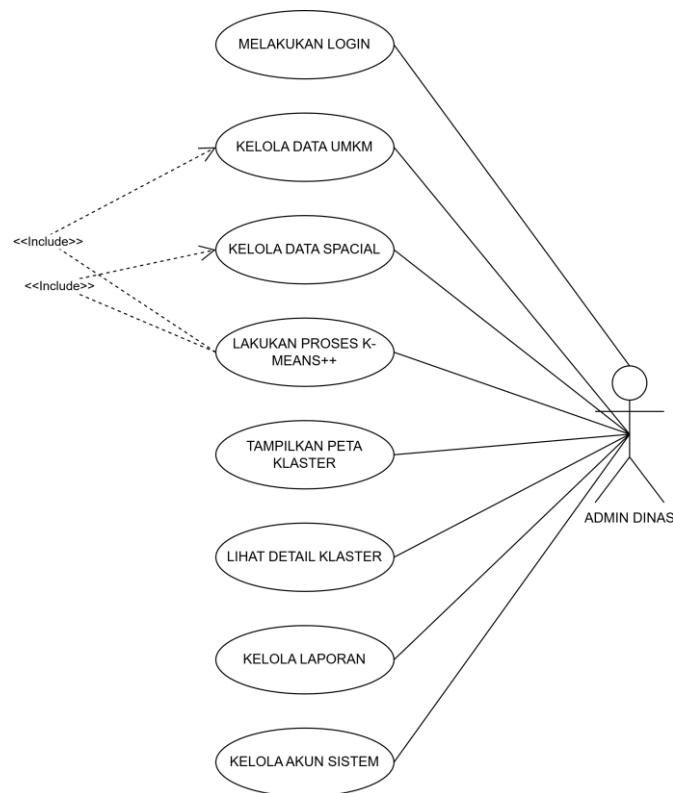 MELAKUKAN LOGIN
KELOLA DATA UMKM
<<Include>>
KELOLA DATA SPACIAL
<<Include>>
LAKUKAN PROSES K-
MEANS++
TAMPILKAN PETA
KLASTER
ADMIN DINAS
LIHAT DETAIL KLASTER
KELOLA LAPORAN
KELOLA AKUN SISTEM